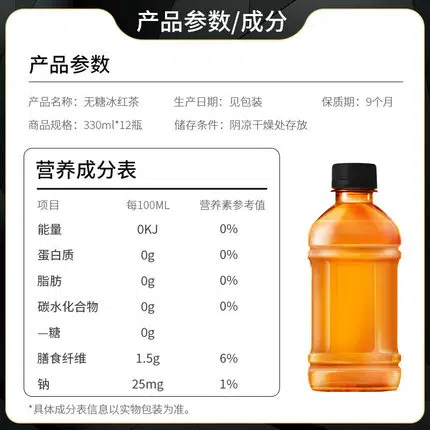 产品参数/成分
产品参数
产品名称：无糖冰红茶 生产日期：见包装 保质期：9个月
商品规格：330ml*12瓶 储存条件：阴凉干燥处存放
营养成分表
项目 每100ML 营养素参考值
能量 0KJ 0%
蛋白质 0g 0%
脂肪 0g 0%
碳水化合物 0g 0%
—糖 0g
膳食纤维 1.5g 6%
钠 25mg 1%
*具体成分表信息以实物包装为准。